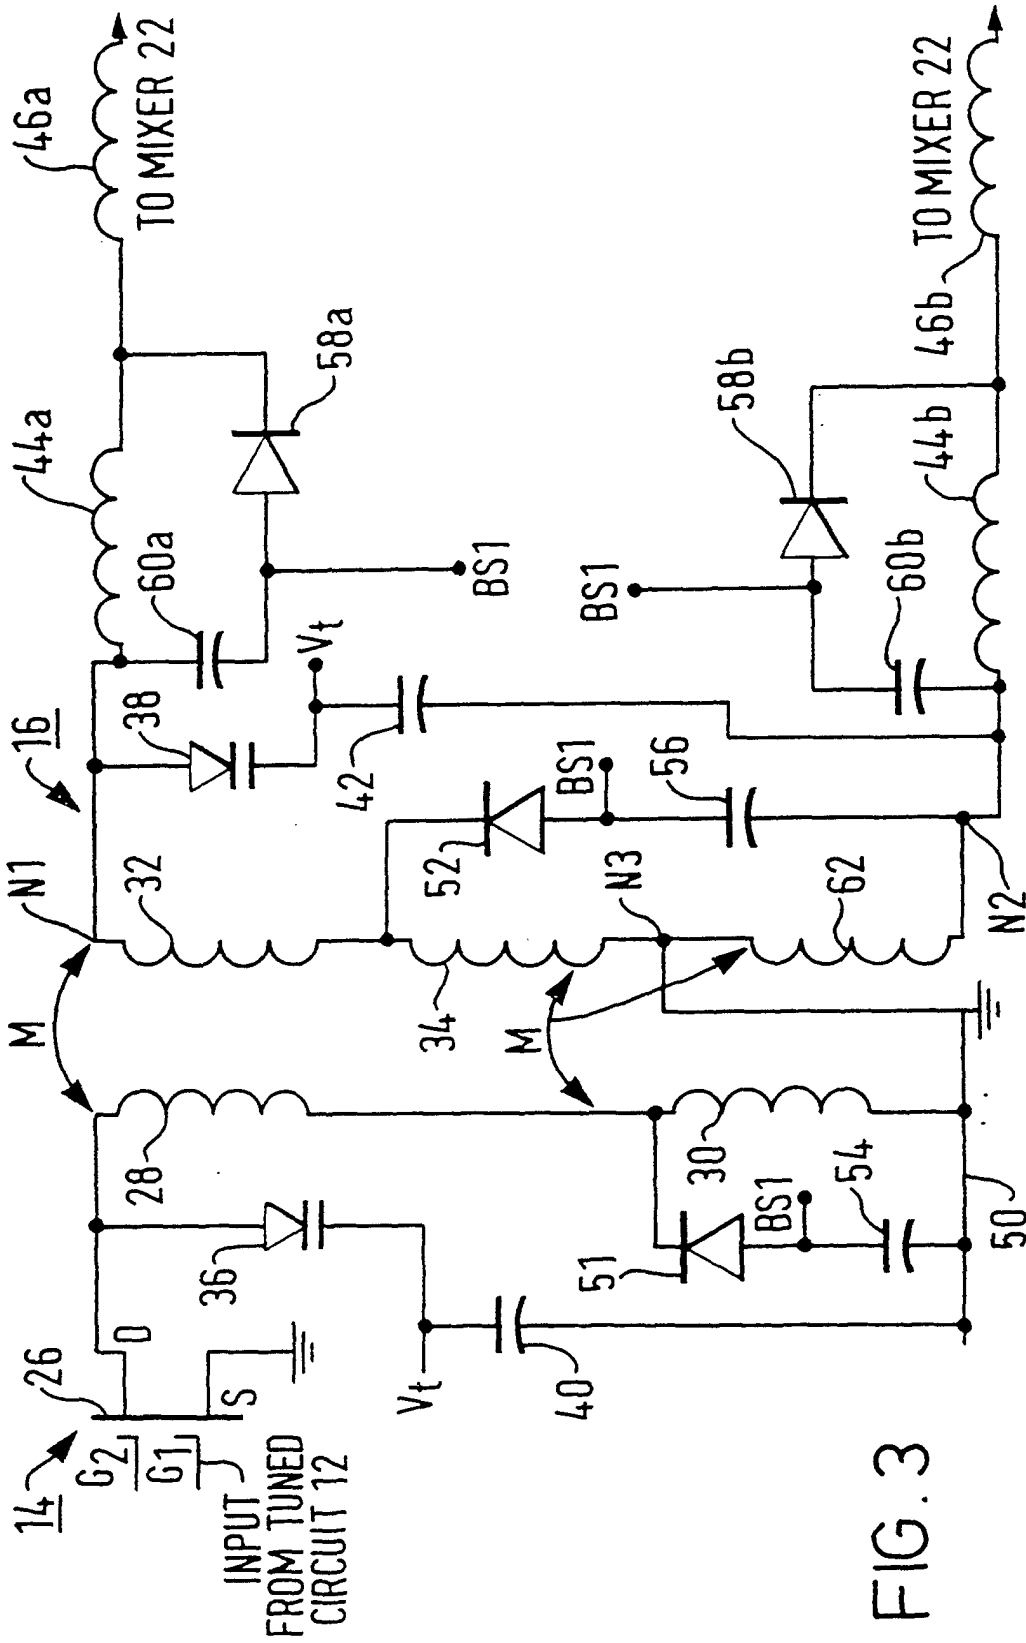 14
26
G2
G1
D
S
INPUT
FROM TUNED
CIRCUIT 12
16
N1
M
28
36
32
38
44a
46a
TO MIXER 22
60a
58a
BS1
Vt
Vt
40
42
34
M
52
BS1
N3
56
62
N2
30
51
BS1
54
50
BS1
58b
60b
44b
46b
TO MIXER 22
FIG. 3